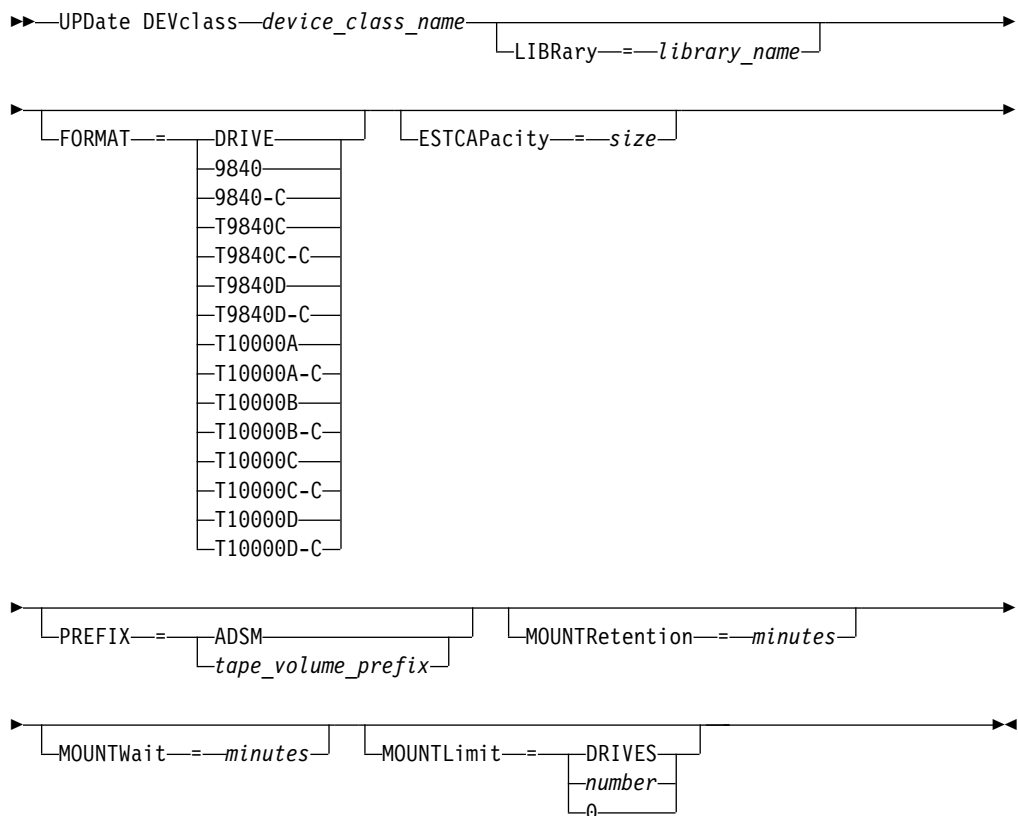 UPDate DEVclass device_class_name
LIBRary = library_name
FORMAT = DRIVE
9840
9840-C
T9840C
T9840C-C
T9840D
T9840D-C
T10000A
T10000A-C
T10000B
T10000B-C
T10000C
T10000C-C
T10000D
T10000D-C
ESTCAPacity = size
PREFIX = ADSM
tape_volume_prefix
MOUNTRetention = minutes
MOUNTWait = minutes
MOUNTLimit = DRIVES
number
0